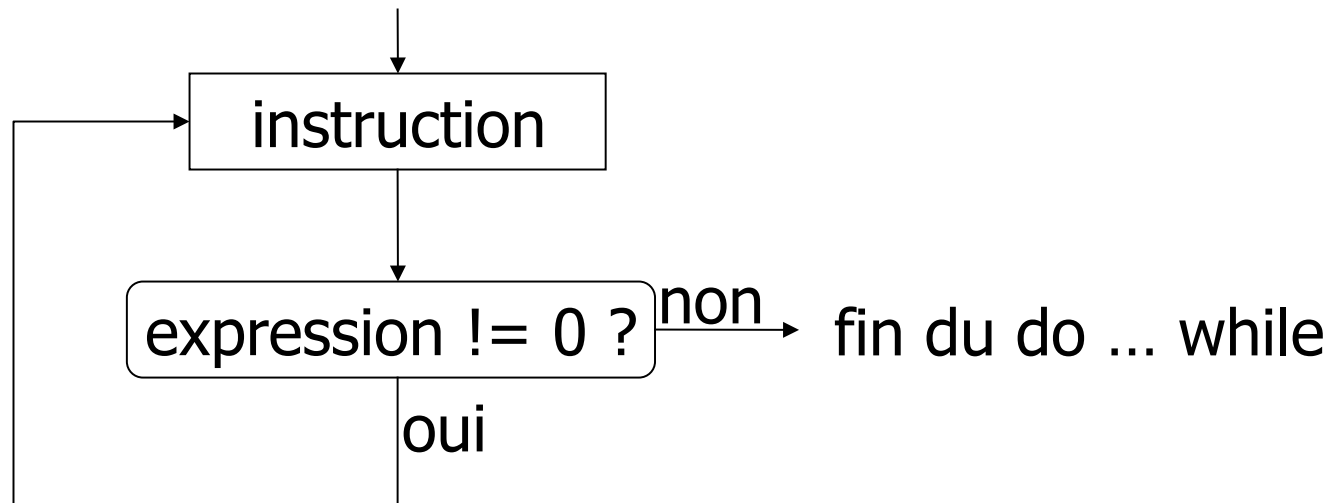 instruction
non
expression != 0 ? fin du do ... while
oui